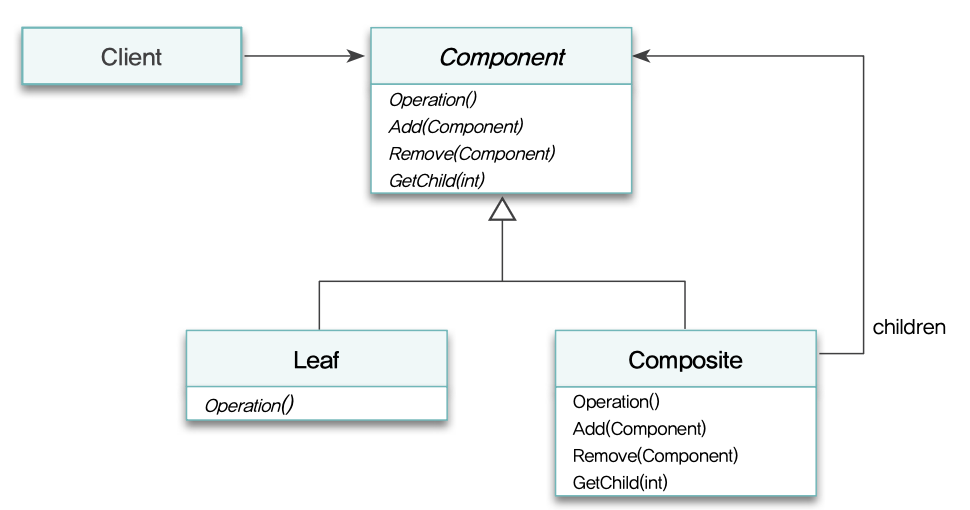 Client
Component
Operation()
Add(Component)
Remove(Component)
GetChild(int)
children
Leaf
Operation()
Composite
Operation()
Add(Component)
Remove(Component)
GetChild(int)